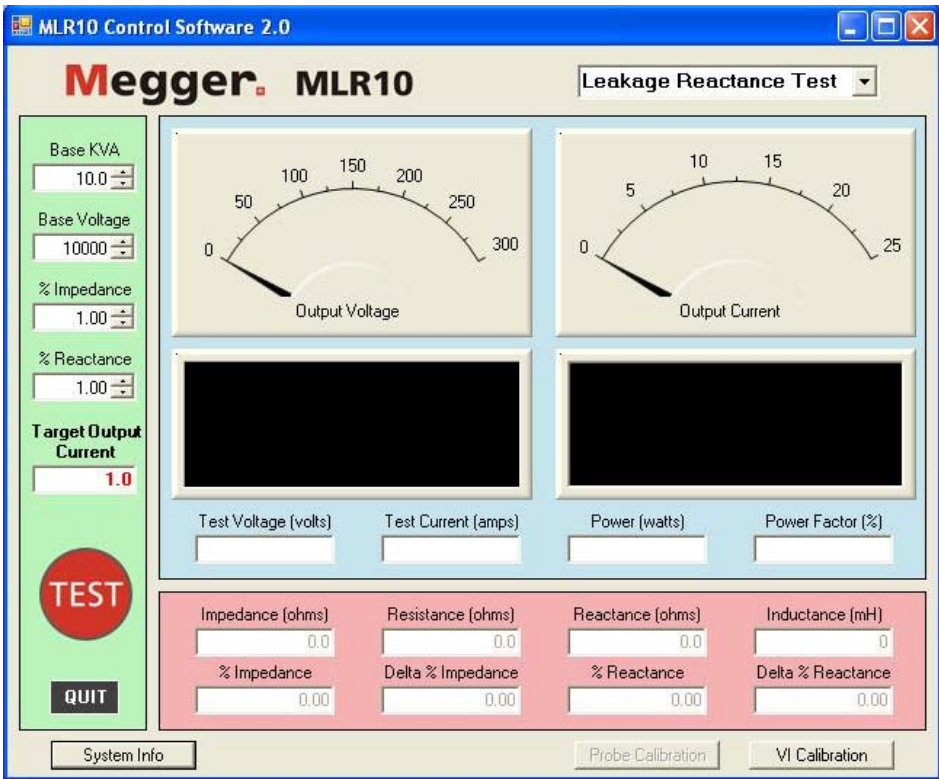 MLR10 Control Software 2.0
Megger. MLR10
Leakage Reactance Test
Base KVA
10.0
Base Voltage
10000
% Impedance
1.00
% Reactance
1.00
Target Output
Current
1.0
TEST
QUIT
0 50 100 150 200 250 300
Output Voltage
0 5 10 15 20 25
Output Current
Test Voltage (volts) Test Current (amps) Power (watts) Power Factor (%)
Impedance (ohms) Resistance (ohms) Reactance (ohms) Inductance (mH)
0.0 0.0 0.0 0
% Impedance Delta % Impedance % Reactance Delta % Reactance
0.00 0.00 0.00 0.00
System Info Probe Calibration VI Calibration